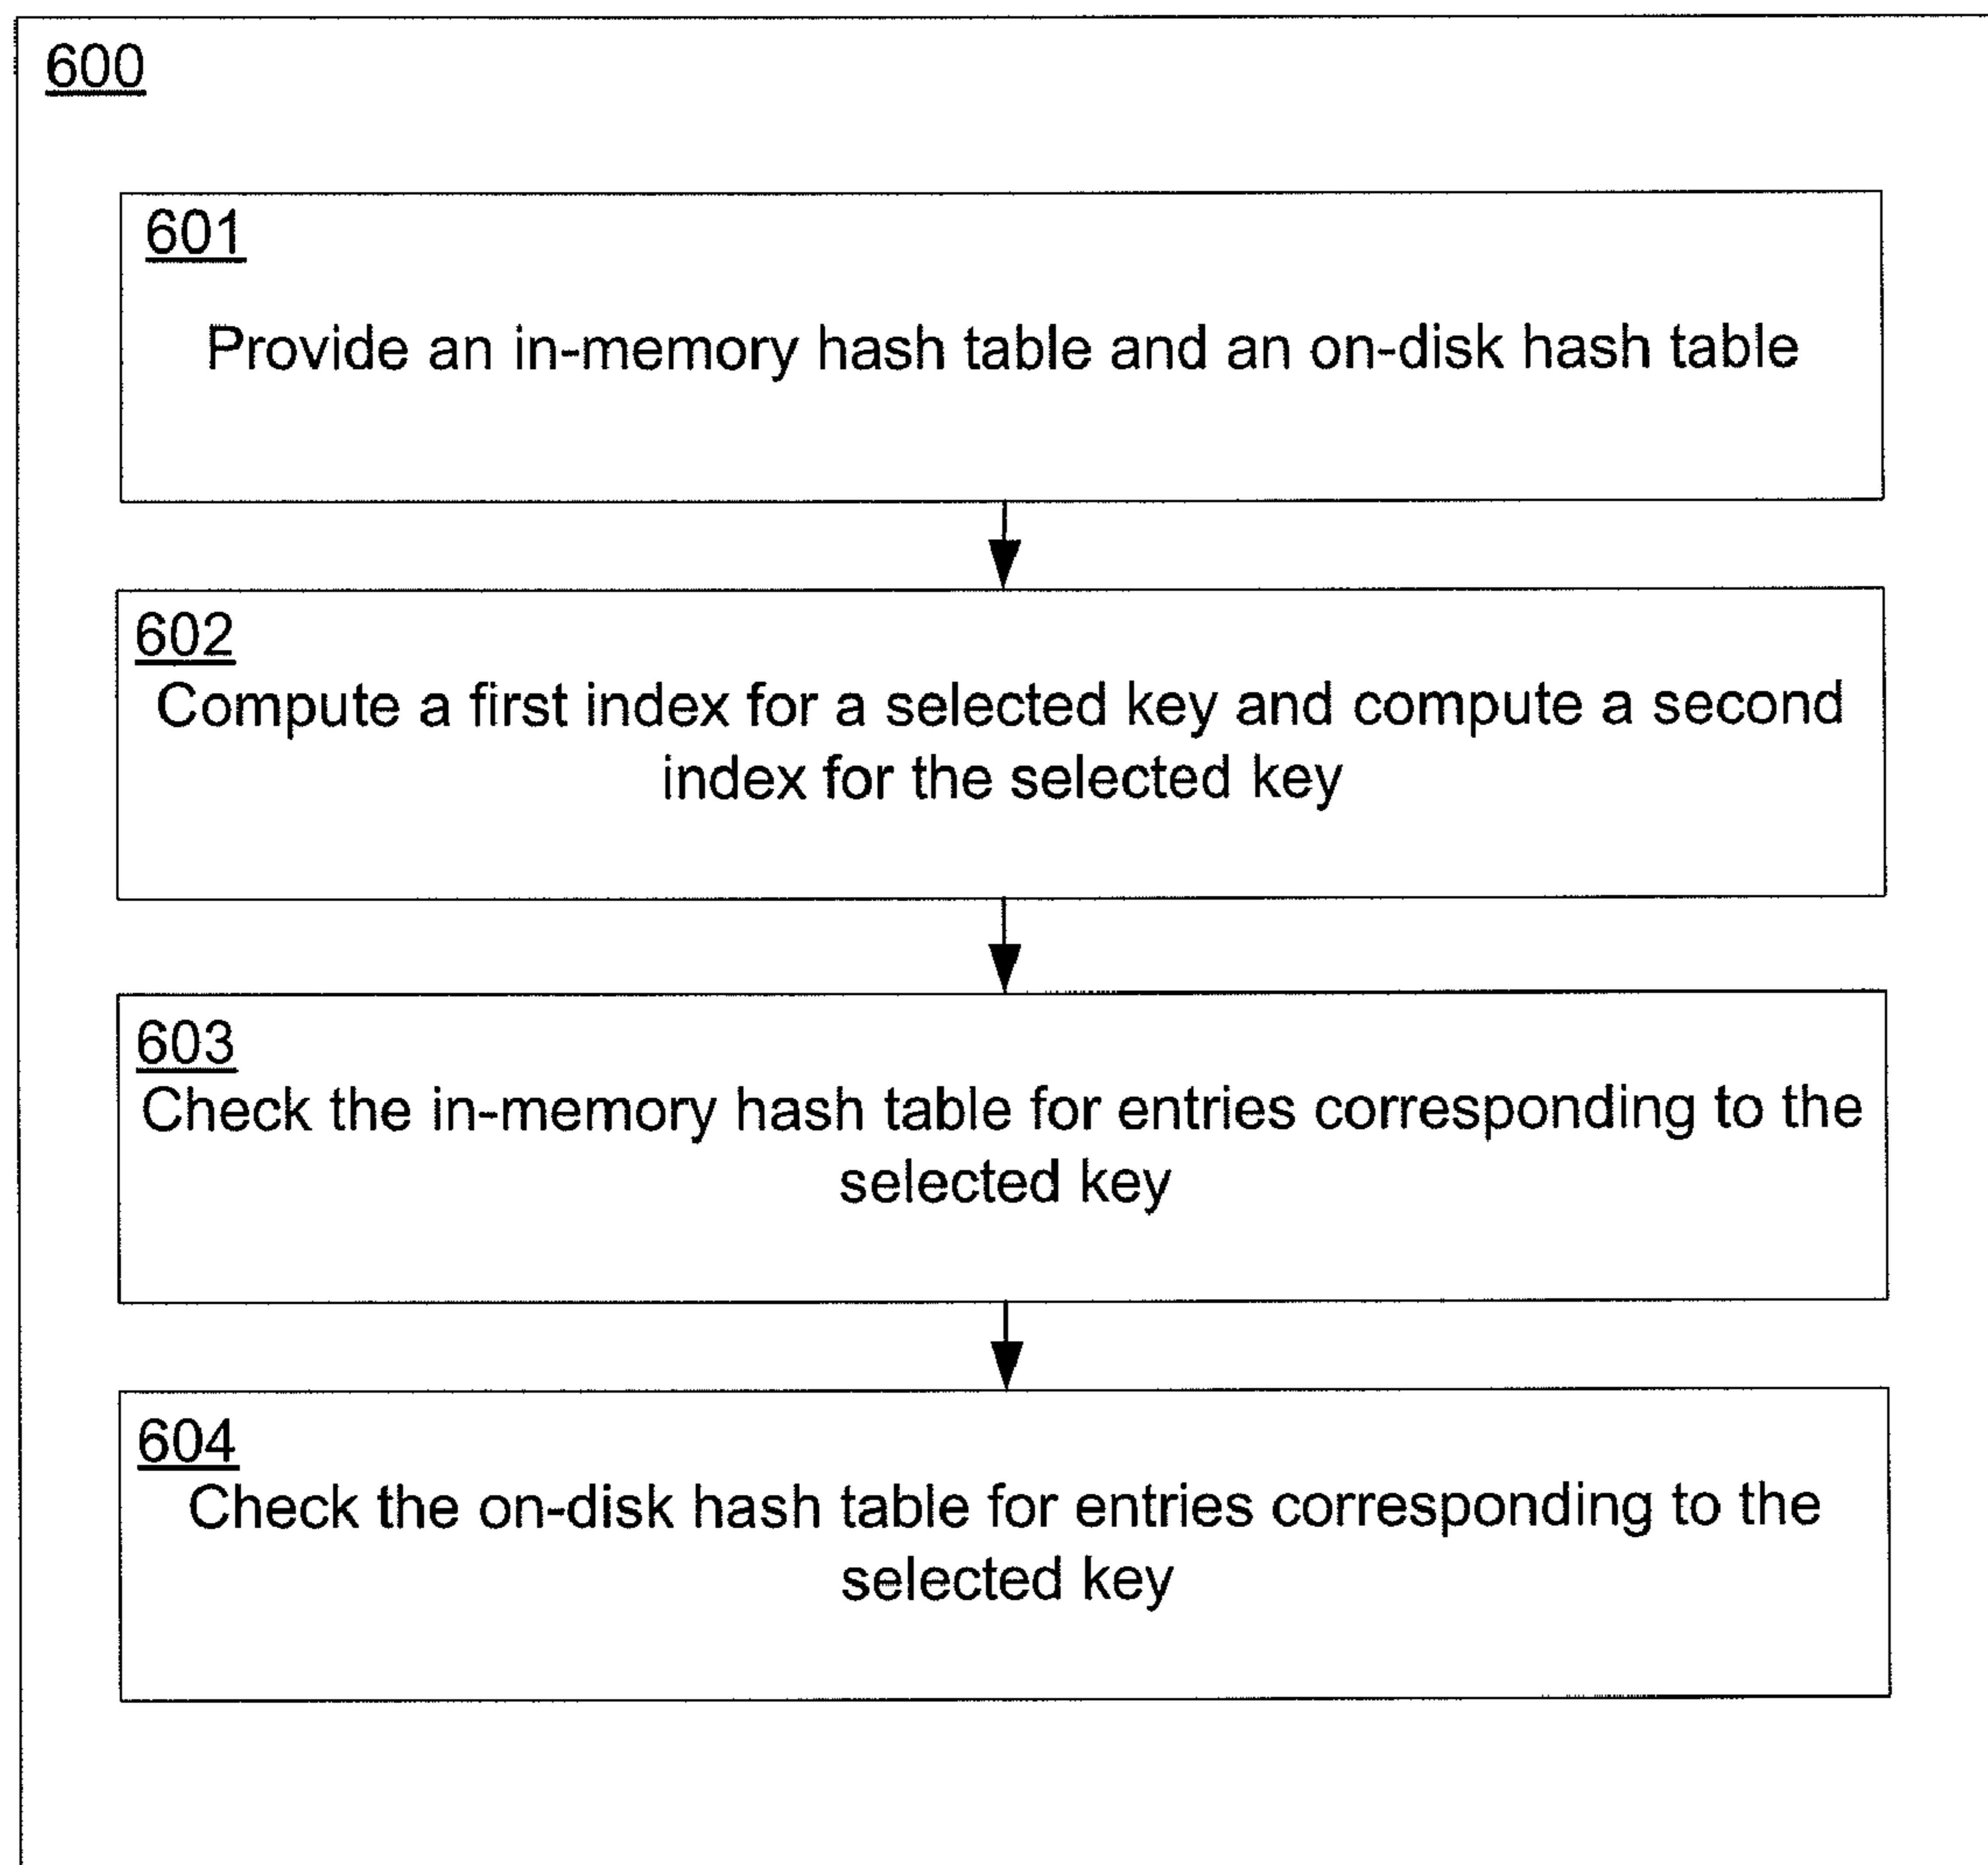 600
601
Provide an in-memory hash table and an on-disk hash table
602
Compute a first index for a selected key and compute a second
index for the selected key
603
Check the in-memory hash table for entries corresponding to the
selected key
604
Check the on-disk hash table for entries corresponding to the
selected key